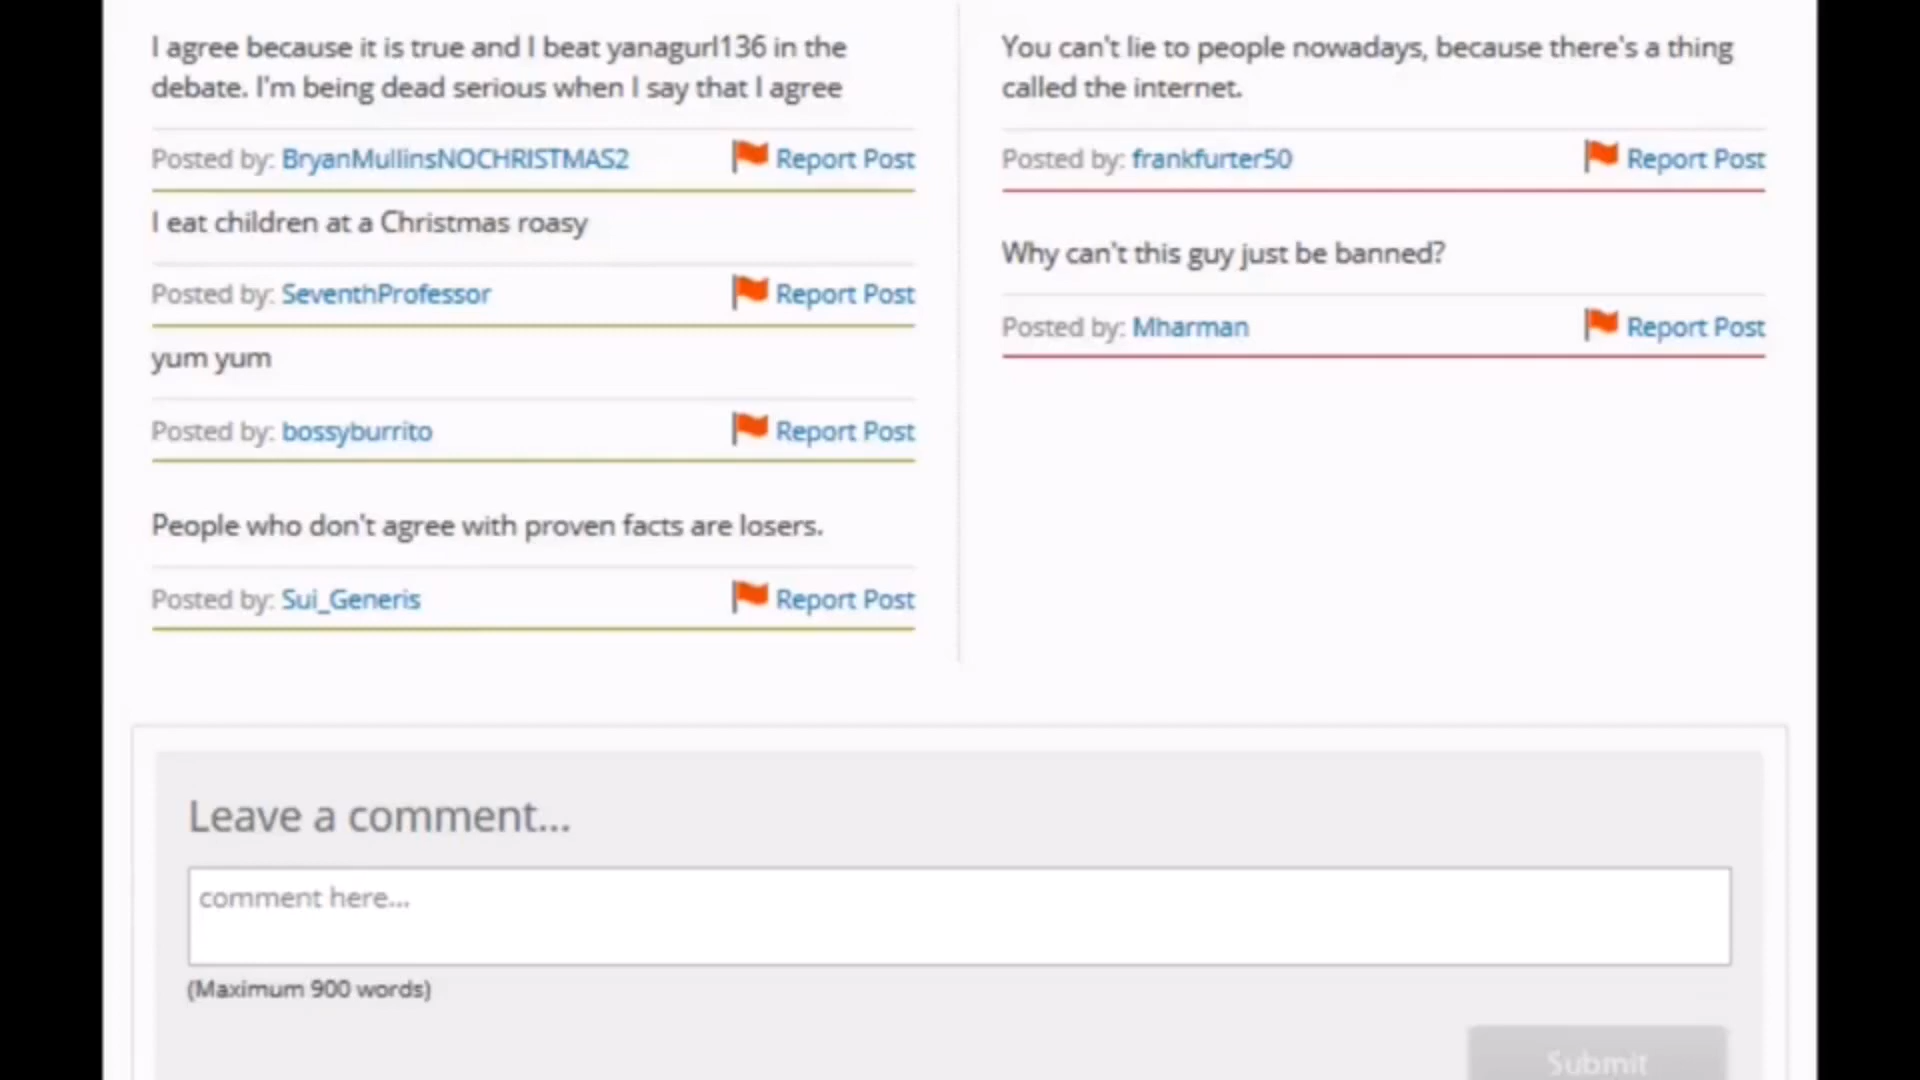 I agree because it is true and I beat yanagurl136 in the
debate. I'm being dead serious when I say that I agree
Posted by: BryanMullinsNOCHRISTMAS2 Report Post
I eat children at a Christmas roasy
Posted by: SeventhProfessor Report Post
yum yum
Posted by: bossyburrito Report Post
People who don't agree with proven facts are losers.
Posted by: Sui_Generis Report Post
You can't lie to people nowadays, because there's a thing
called the internet.
Posted by: frankfurter50 Report Post
Why can't this guy just be banned?
Posted by: Mharman Report Post
Leave a comment...
comment here...
(Maximum 900 words)
Submit